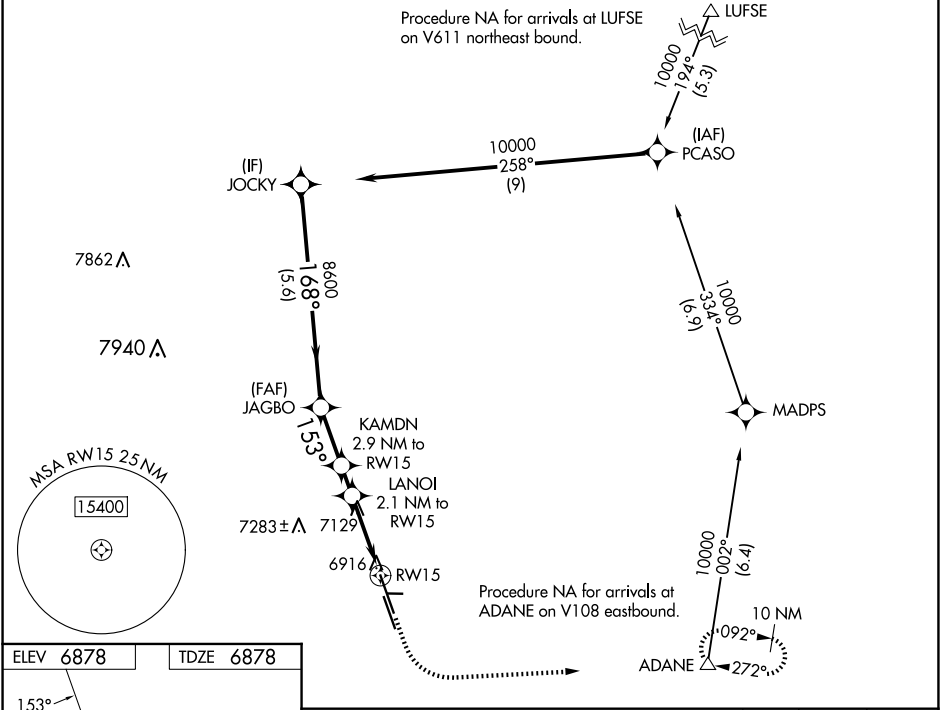 Procedure NA for arrivals at LUFSE
on V611 northeast bound.
LUFSE
10000
194°
(5.3)
(IAF)
PCASO
10000
258°
(9)
(IF)
JOCKY
7862
8600
168°
(5.6)
10000
334°
(6.9)
7940
(FAF)
JAGBO
MADPS
KAMDN
2.9 NM to
RW15
153°
LANOI
2.1 NM to
RW15
MSA RW15 25 NM
15400
7283±
7129
6916
RW15
10000
002°
(6.4)
Procedure NA for arrivals at
ADANE on V108 eastbound.
10 NM
092°
272°
ADANE
ELEV 6878
TDZE 6878
153°